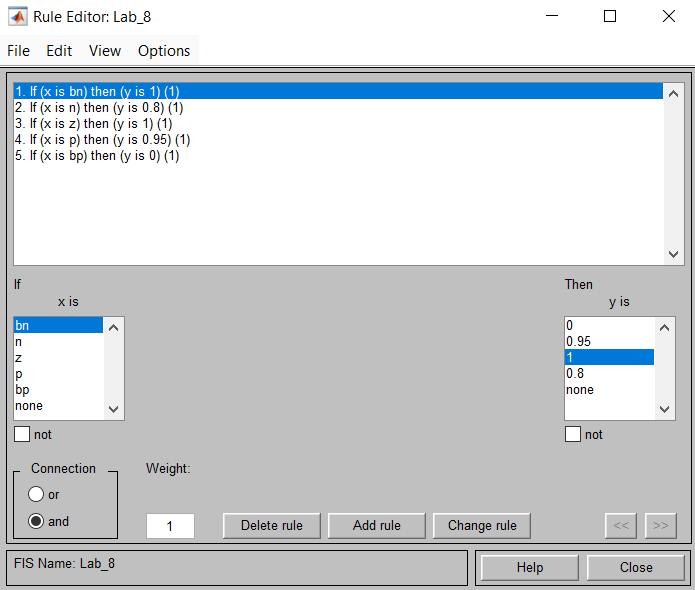 Rule Editor: Lab_8
File Edit View Options
1. If (x is bn) then (y is 1) (1)
2. If (x is n) then (y is 0.8) (1)
3. If (x is z) then (y is 1) (1)
4. If (x is p) then (y is 0.95) (1)
5. If (x is bp) then (y is 0) (1)
If
x is
bn
n
z
p
bp
none
not
Then
y is
0
0.95
1
0.8
none
not
Connection
or
and
Weight:
1
Delete rule
Add rule
Change rule
<<
>>
FIS Name: Lab_8
Help
Close